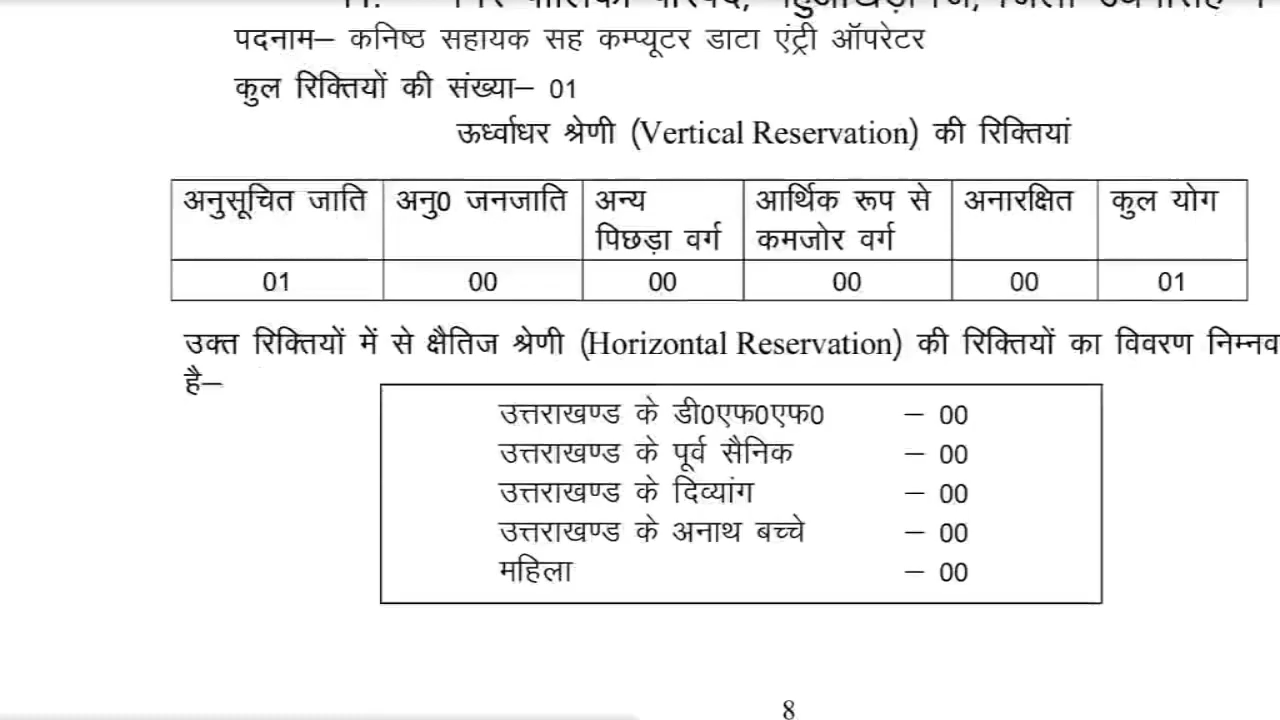 पदनाम– कनिष्ठ सहायक सह कम्प्यूटर डाटा एंट्री ऑपरेटर
कुल रिक्तियों की संख्या– 01
ऊर्ध्वाधर श्रेणी (Vertical Reservation) की रिक्तियां
अनुसूचित जाति अनु0 जनजाति अन्य पिछड़ा वर्ग आर्थिक रूप से कमजोर वर्ग अनारक्षित कुल योग
01 00 00 00 00 01
उक्त रिक्तियों में से क्षैतिज श्रेणी (Horizontal Reservation) की रिक्तियों का विवरण निम्नव
है–
उत्तराखण्ड के डी0एफ0एफ0 – 00
उत्तराखण्ड के पूर्व सैनिक – 00
उत्तराखण्ड के दिव्यांग – 00
उत्तराखण्ड के अनाथ बच्चे – 00
महिला – 00
8